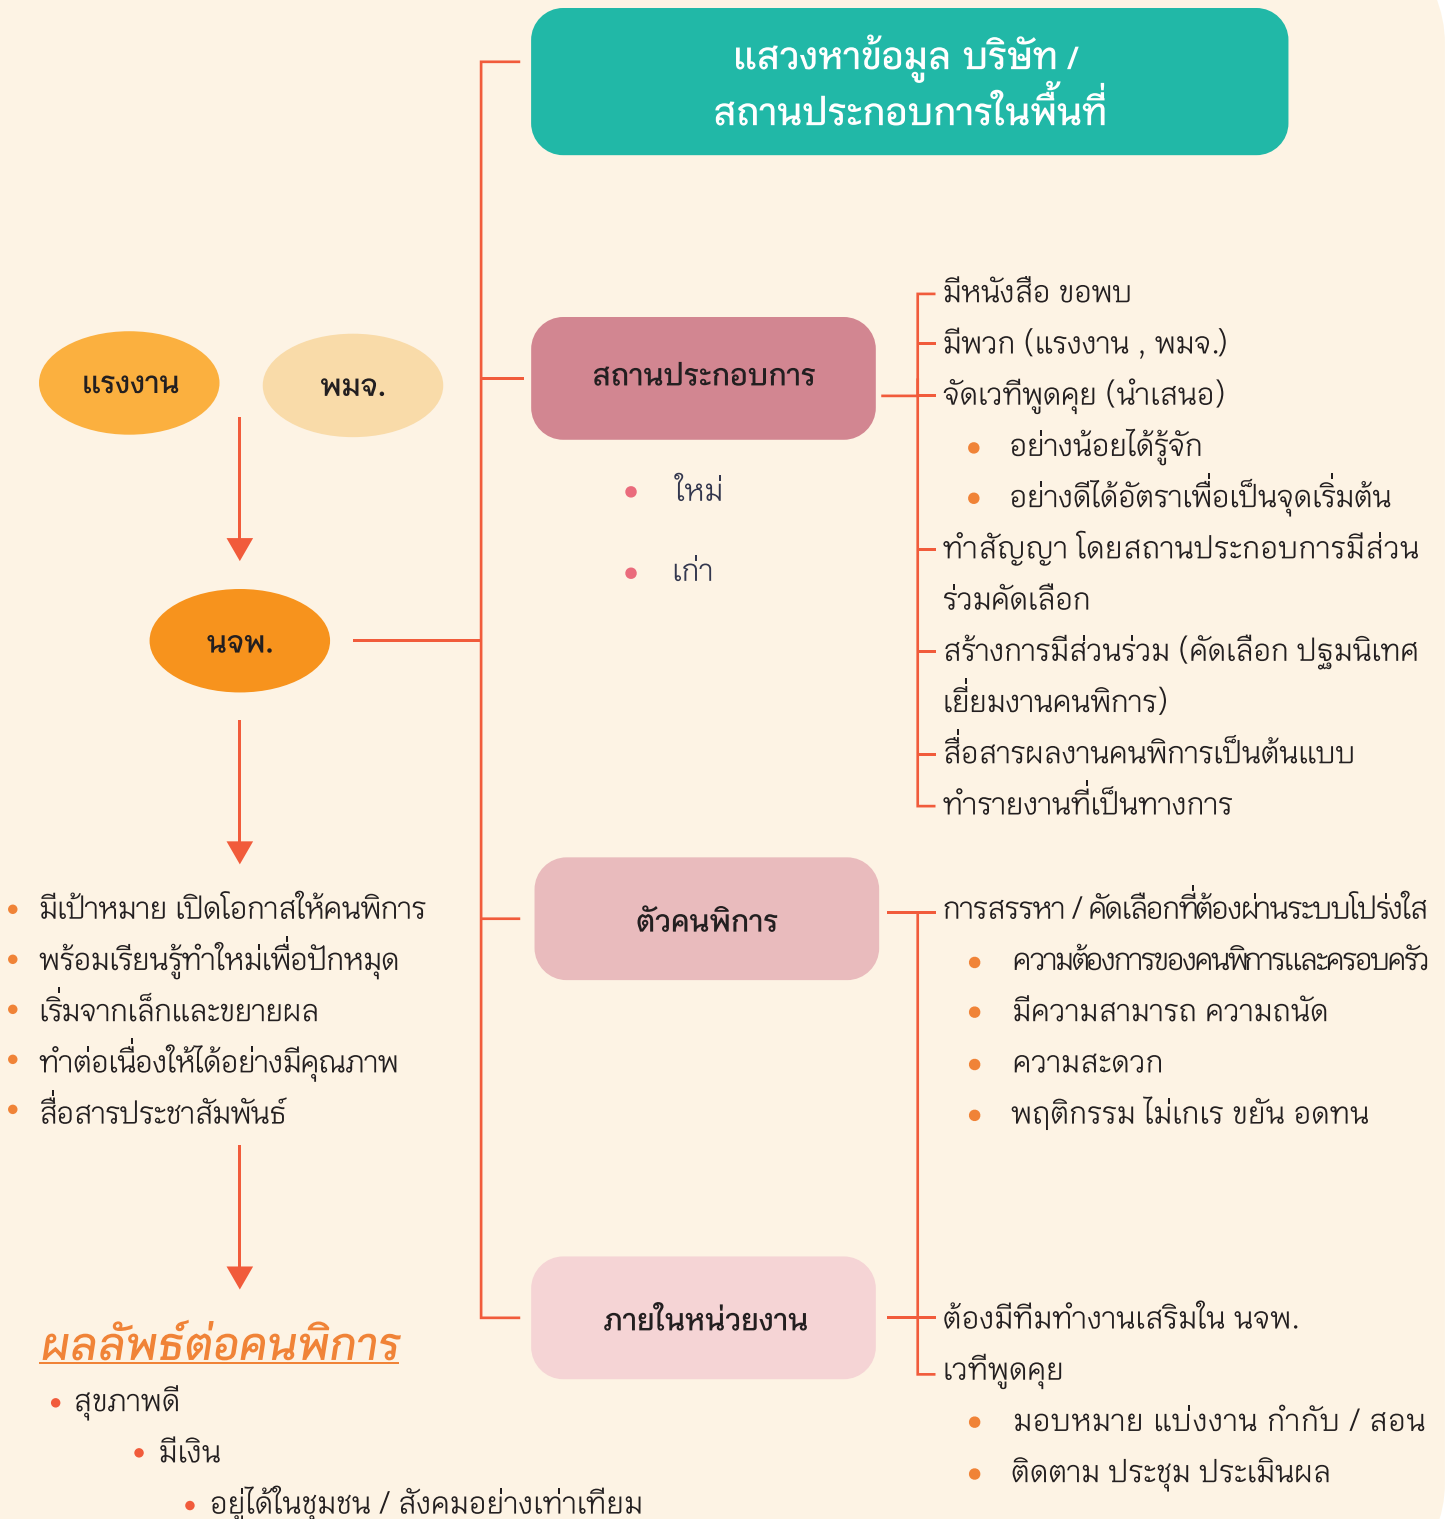 แสวงหาข้อมูล บริษัท /
สถานประกอบการในพื้นที่
แรงงาน
พมจ.
นจพ.
มีเป้าหมาย เปิดโอกาสให้คนพิการ
พร้อมเรียนรู้ทำใหม่เพื่อปักหมุด
เริ่มจากเล็กและขยายผล
ทำต่อเนื่องให้ได้อย่างมีคุณภาพ
สื่อสารประชาสัมพันธ์
ผลลัพธ์ต่อคนพิการ
สุขภาพดี
มีเงิน
อยู่ได้ในชุมชน / สังคมอย่างเท่าเทียม
สถานประกอบการ
ใหม่
เก่า
มีหนังสือ ขอพบ
มีพวก (แรงงาน , พมจ.)
จัดเวทีพูดคุย (นำเสนอ)
อย่างน้อยได้รู้จัก
อย่างดีได้อัตราเพื่อเป็นจุดเริ่มต้น
ทำสัญญา โดยสถานประกอบการมีส่วน
ร่วมคัดเลือก
สร้างการมีส่วนร่วม (คัดเลือก ปฐมนิเทศ
เยี่ยมงานคนพิการ)
สื่อสารผลงานคนพิการเป็นต้นแบบ
ทำรายงานที่เป็นทางการ
ตัวคนพิการ
การสรรหา / คัดเลือกที่ต้องผ่านระบบโปร่งใส
ความต้องการของคนพิการและครอบครัว
มีความสามารถ ความถนัด
ความสะดวก
พฤติกรรม ไม่เกเร ขยัน อดทน
ภายในหน่วยงาน
ต้องมีทีมทำงานเสริมใน นจพ.
เวทีพูดคุย
มอบหมาย แบ่งงาน กำกับ / สอน
ติดตาม ประชุม ประเมินผล